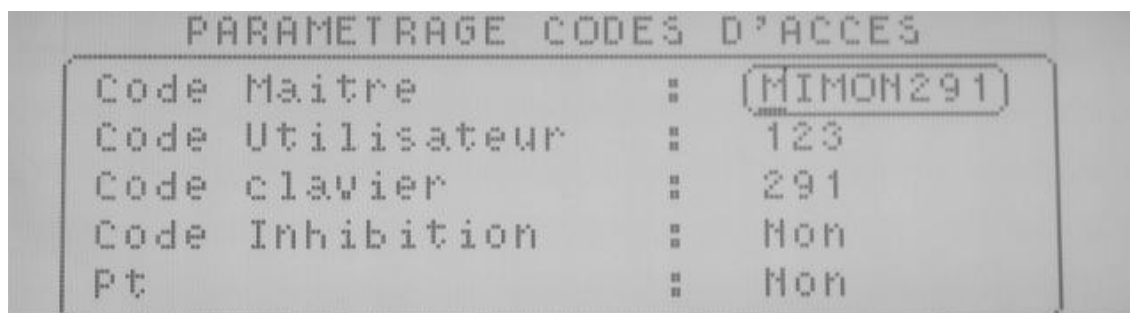 PARAMETRAGE CODES D'ACCES
Code Maitre : MIMON291
Code Utilisateur : 123
Code clavier : 291
Code Inhibition : Non
Pt : Non